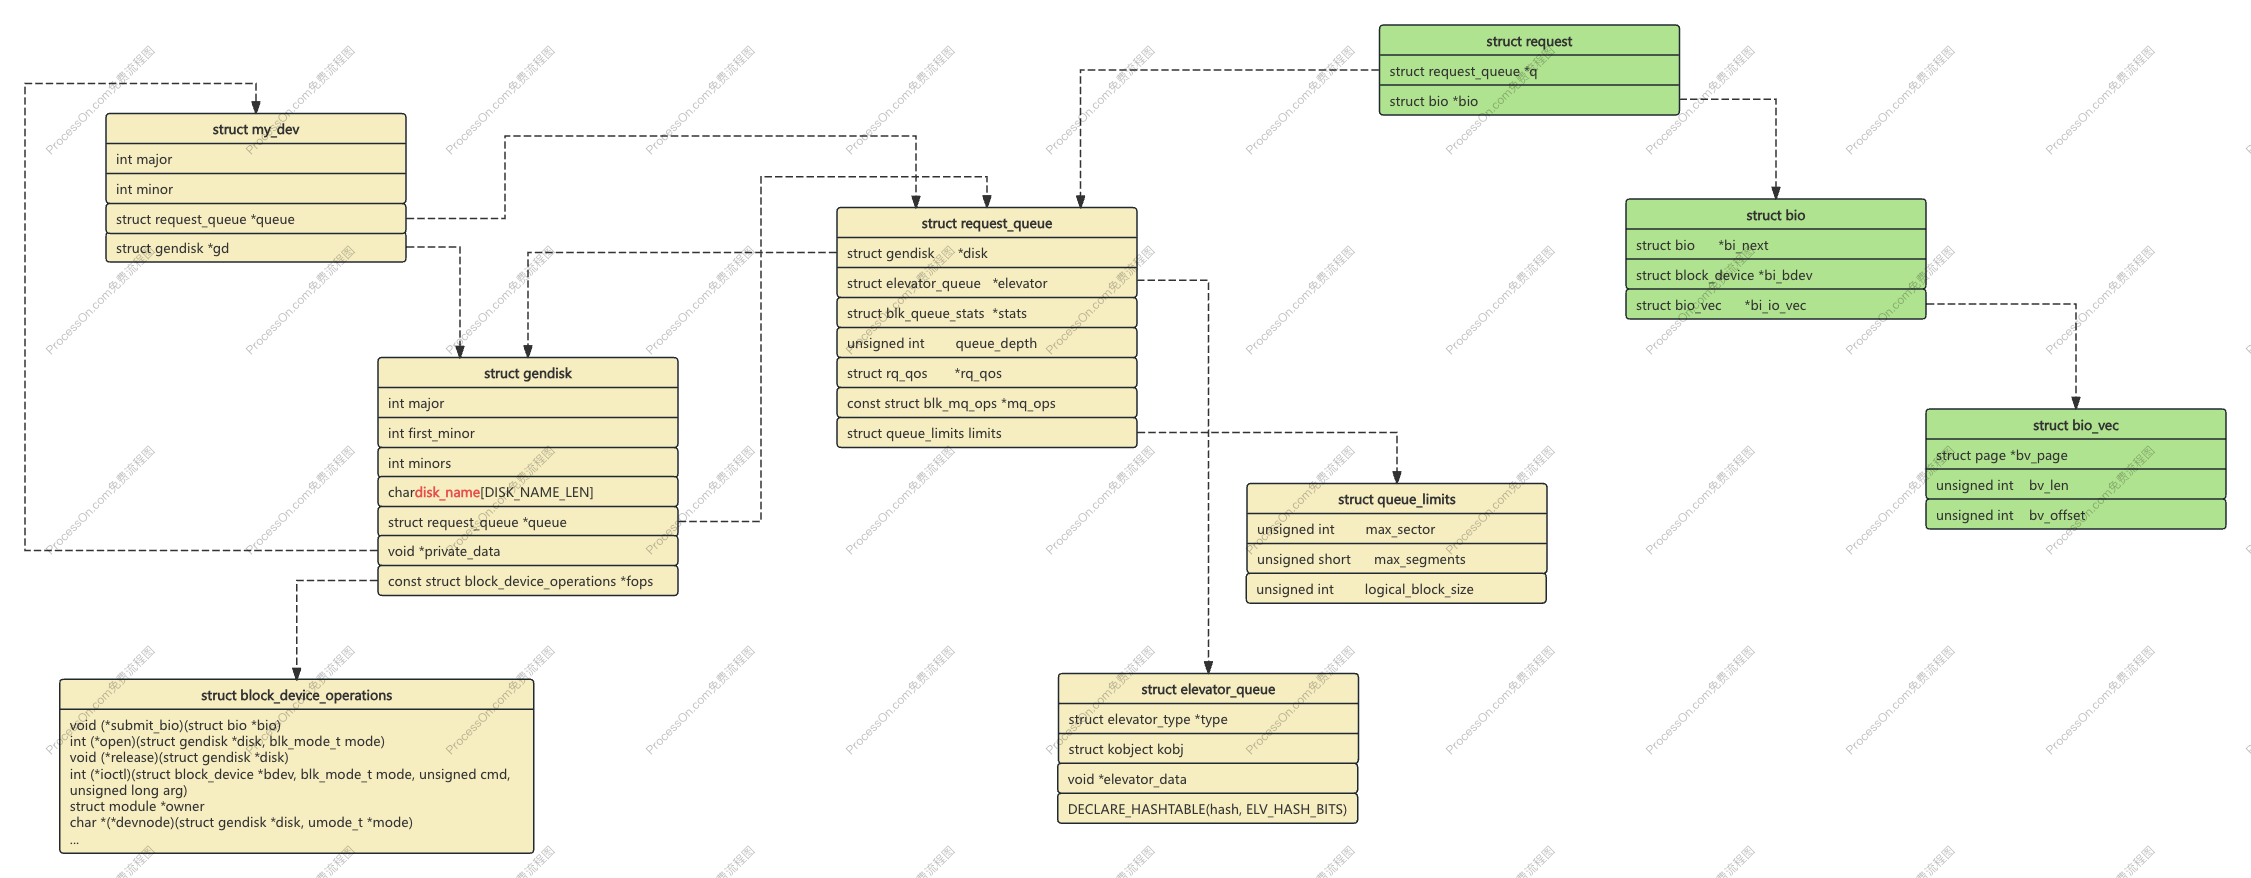 struct my_dev
int major
int minor
struct request_queue *queue
struct gendisk *gd
struct gendisk
int major
int first_minor
int minors
chardisk_name[DISK_NAME_LEN]
struct request_queue *queue
void *private_data
const struct block_device_operations *fops
struct block_device_operations
void (*submit_bio)(struct bio *bio)
int (*open)(struct gendisk *disk, blk_mode_t mode)
void (*release)(struct gendisk *disk)
int (*ioctl)(struct block_device *bdev, blk_mode_t mode, unsigned cmd,
unsigned long arg)
struct module *owner
char *(*devnode)(struct gendisk *disk, umode_t *mode)
...
struct request_queue
struct gendisk *disk
struct elevator_queue *elevator
struct blk_queue_stats *stats
unsigned int queue_depth
struct rq_qos *rq_qos
const struct blk_mq_ops *mq_ops
struct queue_limits limits
struct elevator_queue
struct elevator_type *type
struct kobject kobj
void *elevator_data
DECLARE_HASHTABLE(hash, ELV_HASH_BITS)
struct queue_limits
unsigned int max_sector
unsigned short max_segments
unsigned int logical_block_size
struct request
struct request_queue *q
struct bio *bio
struct bio
struct bio *bi_next
struct block_device *bi_bdev
struct bio_vec *bi_io_vec
struct bio_vec
struct page *bv_page
unsigned int bv_len
unsigned int bv_offset
ProcessOn.com免费流程图